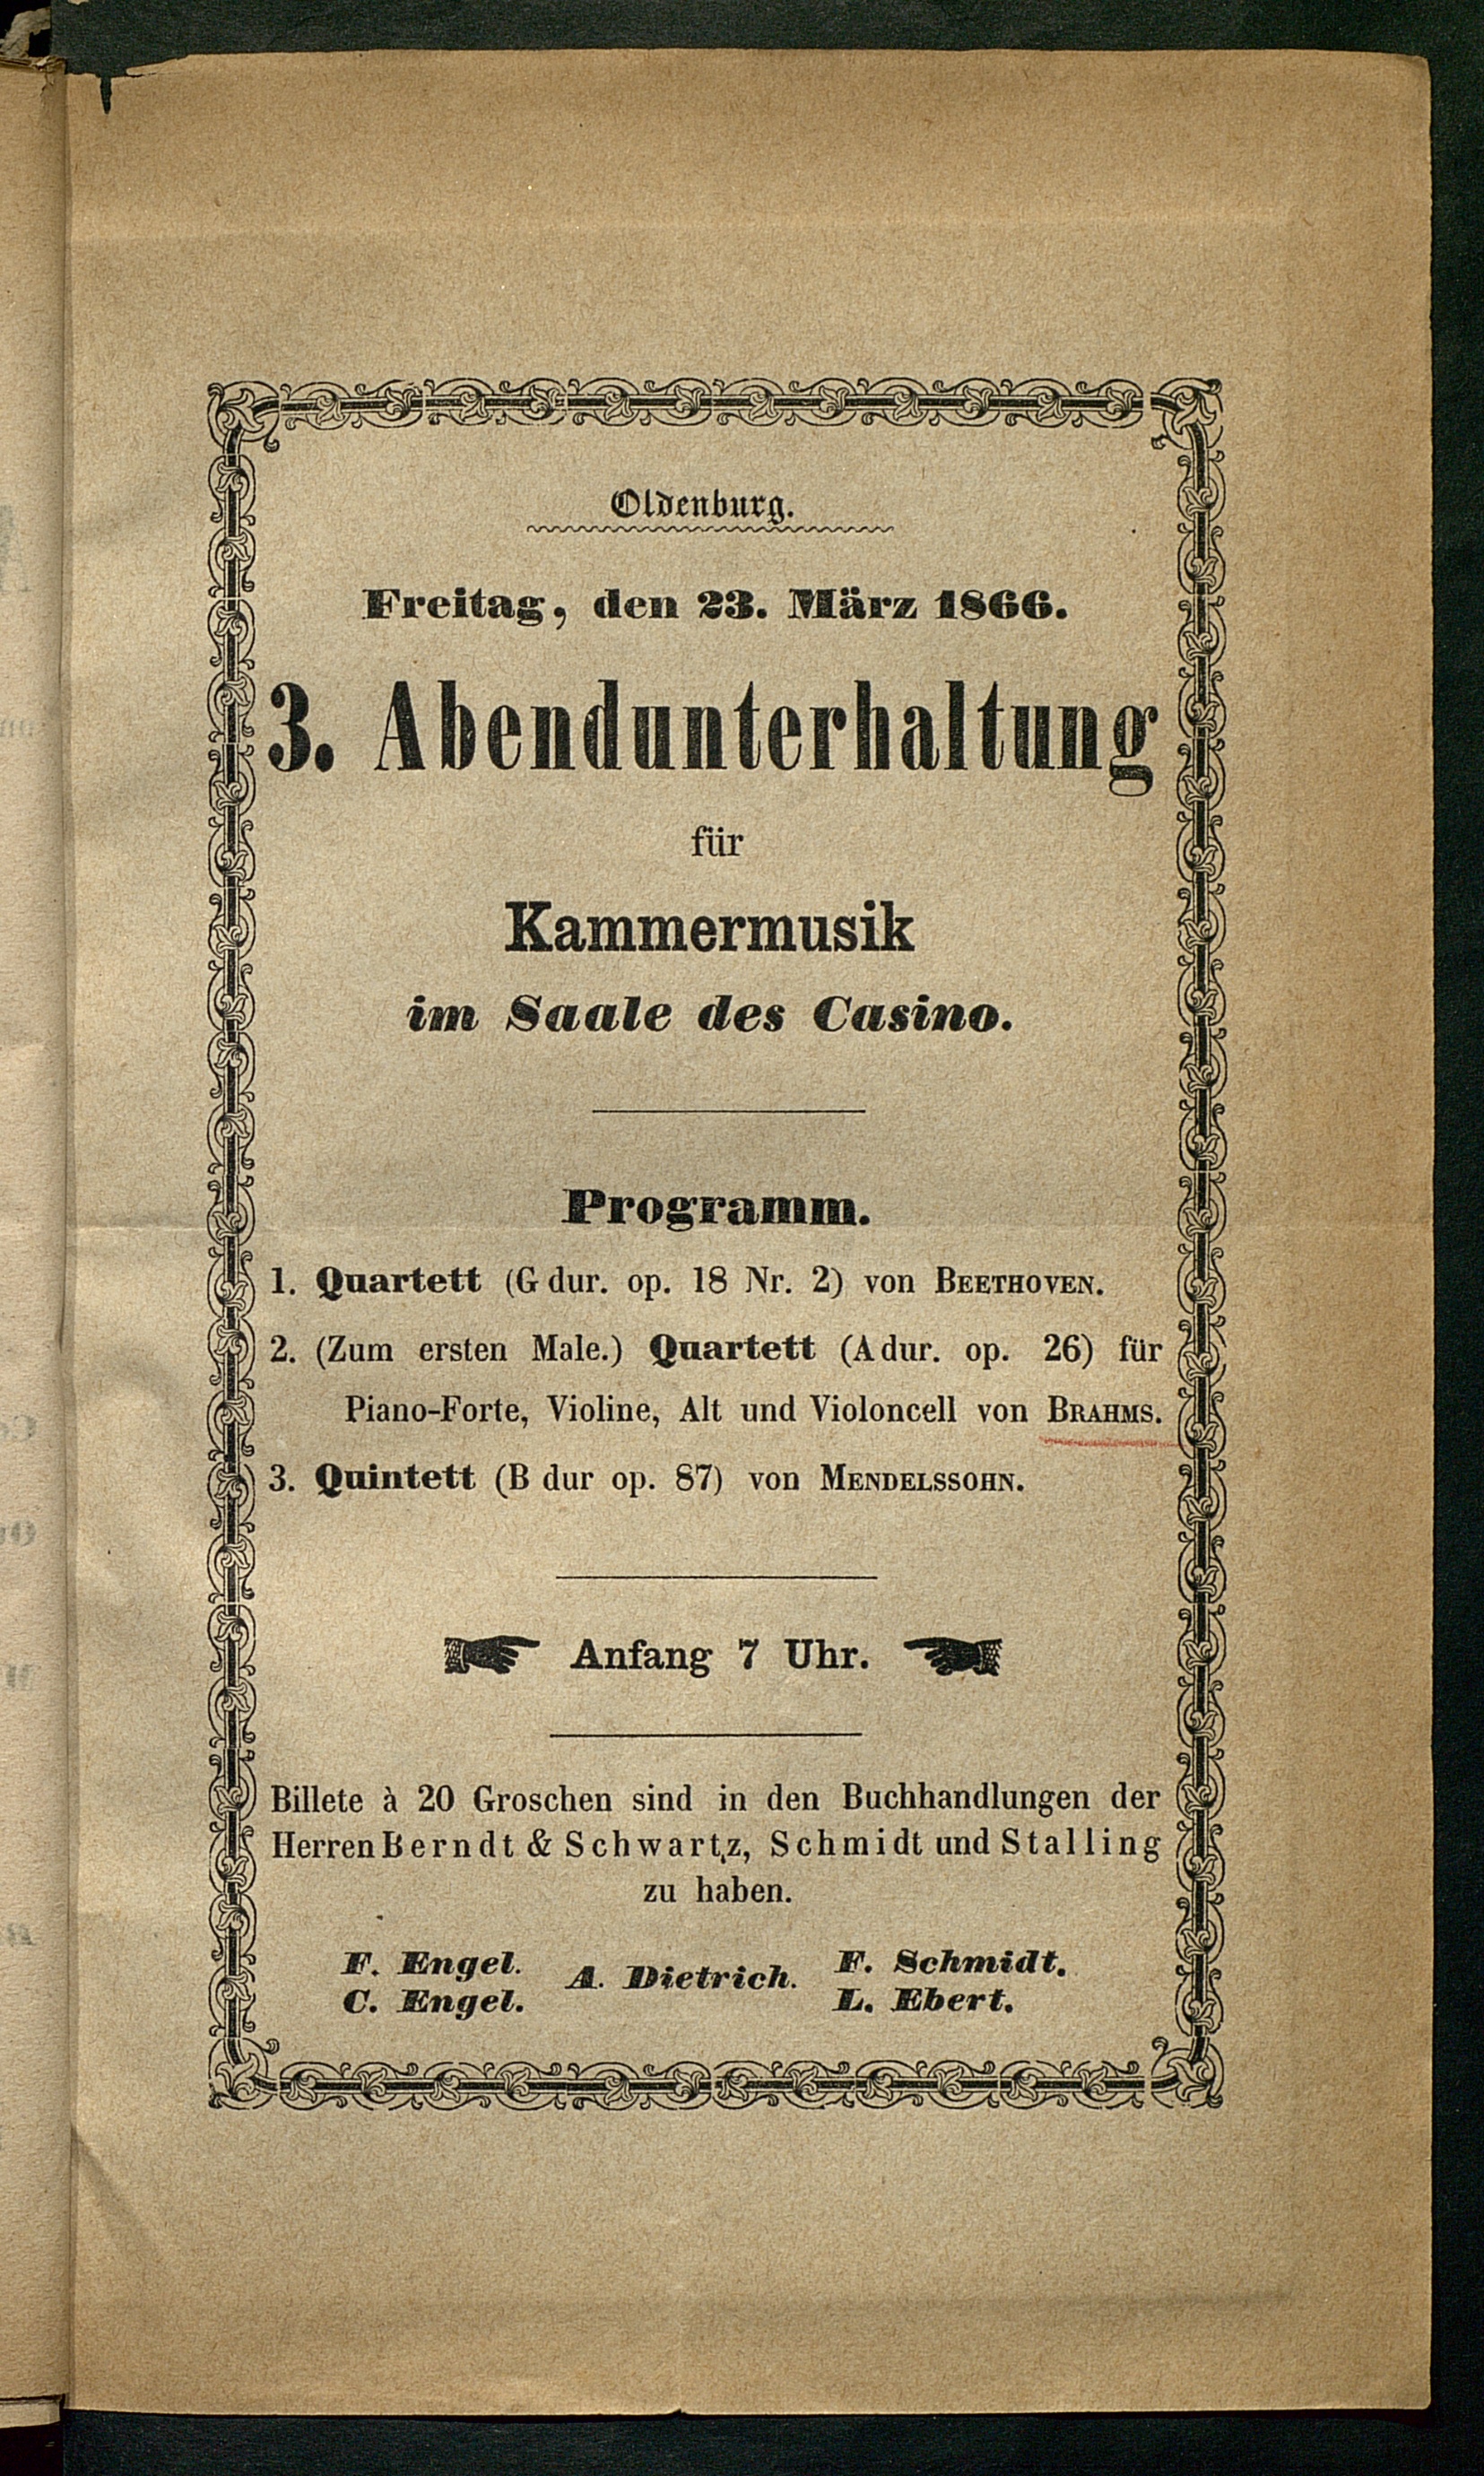 Oldenburg.
Freitag, den 23. März 1866.
3. Abendunterhaltung
für
Kammermusik
im Saale des Casino.
Programm.
1. Quartett (G dur. op. 18 Nr. 2) von BEETHOVEN.
2. (Zum ersten Male.) Quartett (A dur. op. 26) für
Piano-Forte, Violine, Alt und Violoncell von BRAHMS.
3. Quintett (B dur op. 87) von MENDELSSOHN.
Anfang 7 Uhr.
Billete à 20 Groschen sind in den Buchhandlungen der
Herren Berndt & Schwartz, Schmidt und Stalling
zu haben.
F. Engel.
C. Engel.
A. Dietrich.
F. Schmidt.
L. Ebert.